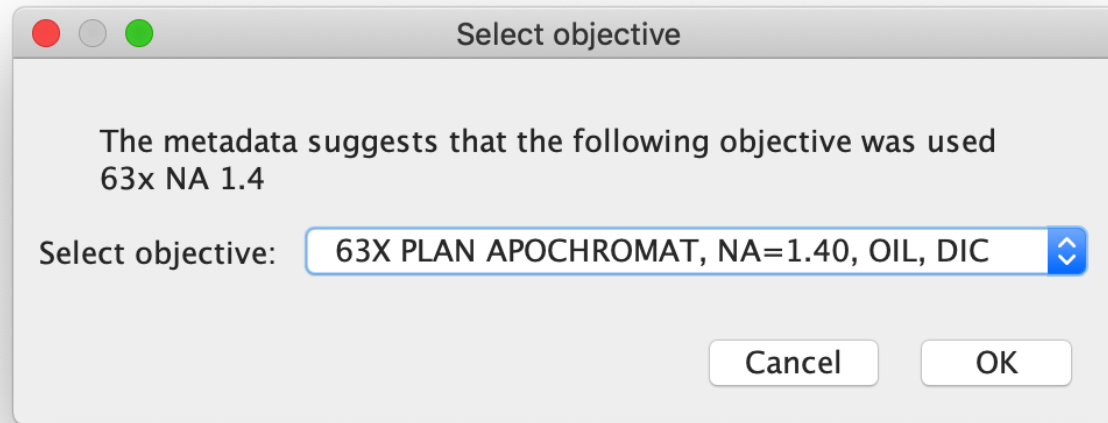 Select objective
The metadata suggests that the following objective was used
63x NA 1.4
Select objective: 63X PLAN APOCHROMAT, NA=1.40, OIL, DIC
Cancel OK